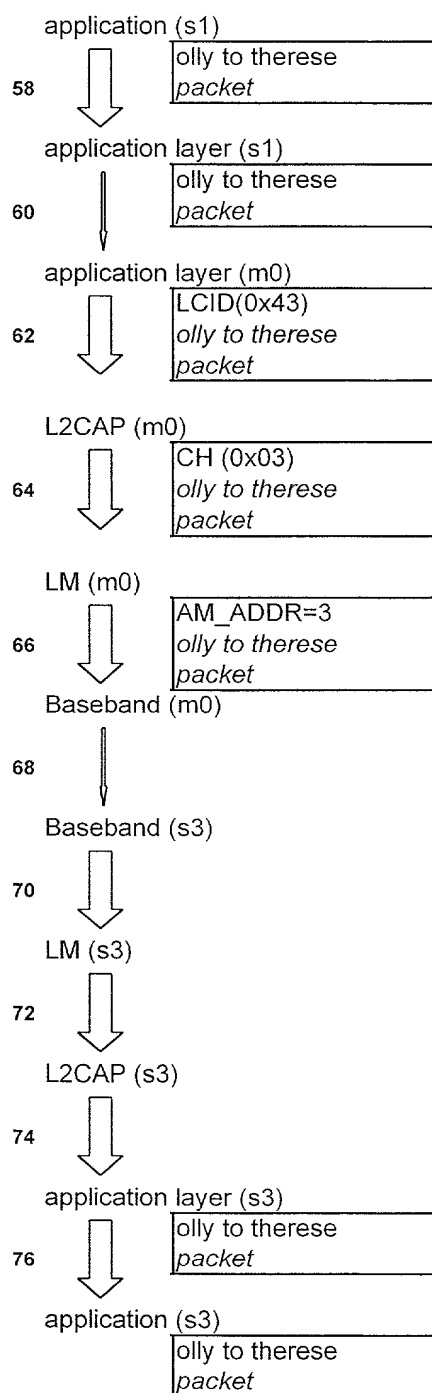 application (s1)
olly to therese
58
packet
application layer (s1)
olly to therese
60
packet
application layer (m0)
LCID(0x43)
62
olly to therese
packet
L2CAP (m0)
CH (0x03)
64
olly to therese
packet
LM (m0)
AM_ADDR=3
66
olly to therese
packet
Baseband (m0)
68
Baseband (s3)
70
LM (s3)
72
L2CAP (s3)
74
application layer (s3)
olly to therese
76
packet
application (s3)
olly to therese
packet